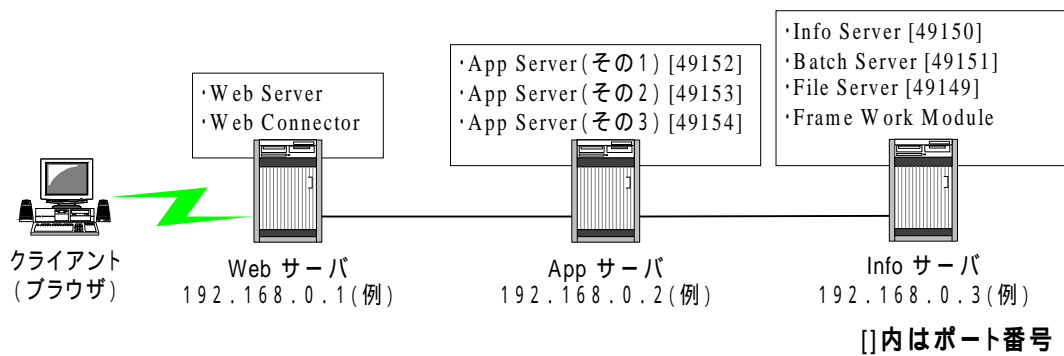 ・Web Server
・Web Connector
・App Server(その1) [49152]
・App Server(その2) [49153]
・App Server(その3) [49154]
・Info Server [49150]
・Batch Server [49151]
・File Server [49149]
・Frame Work Module
クライアント
(ブラウザ)
Web サーバ
192.168.0.1(例)
App サーバ
192.168.0.2(例)
Info サーバ
192.168.0.3(例)
[]内はポート番号